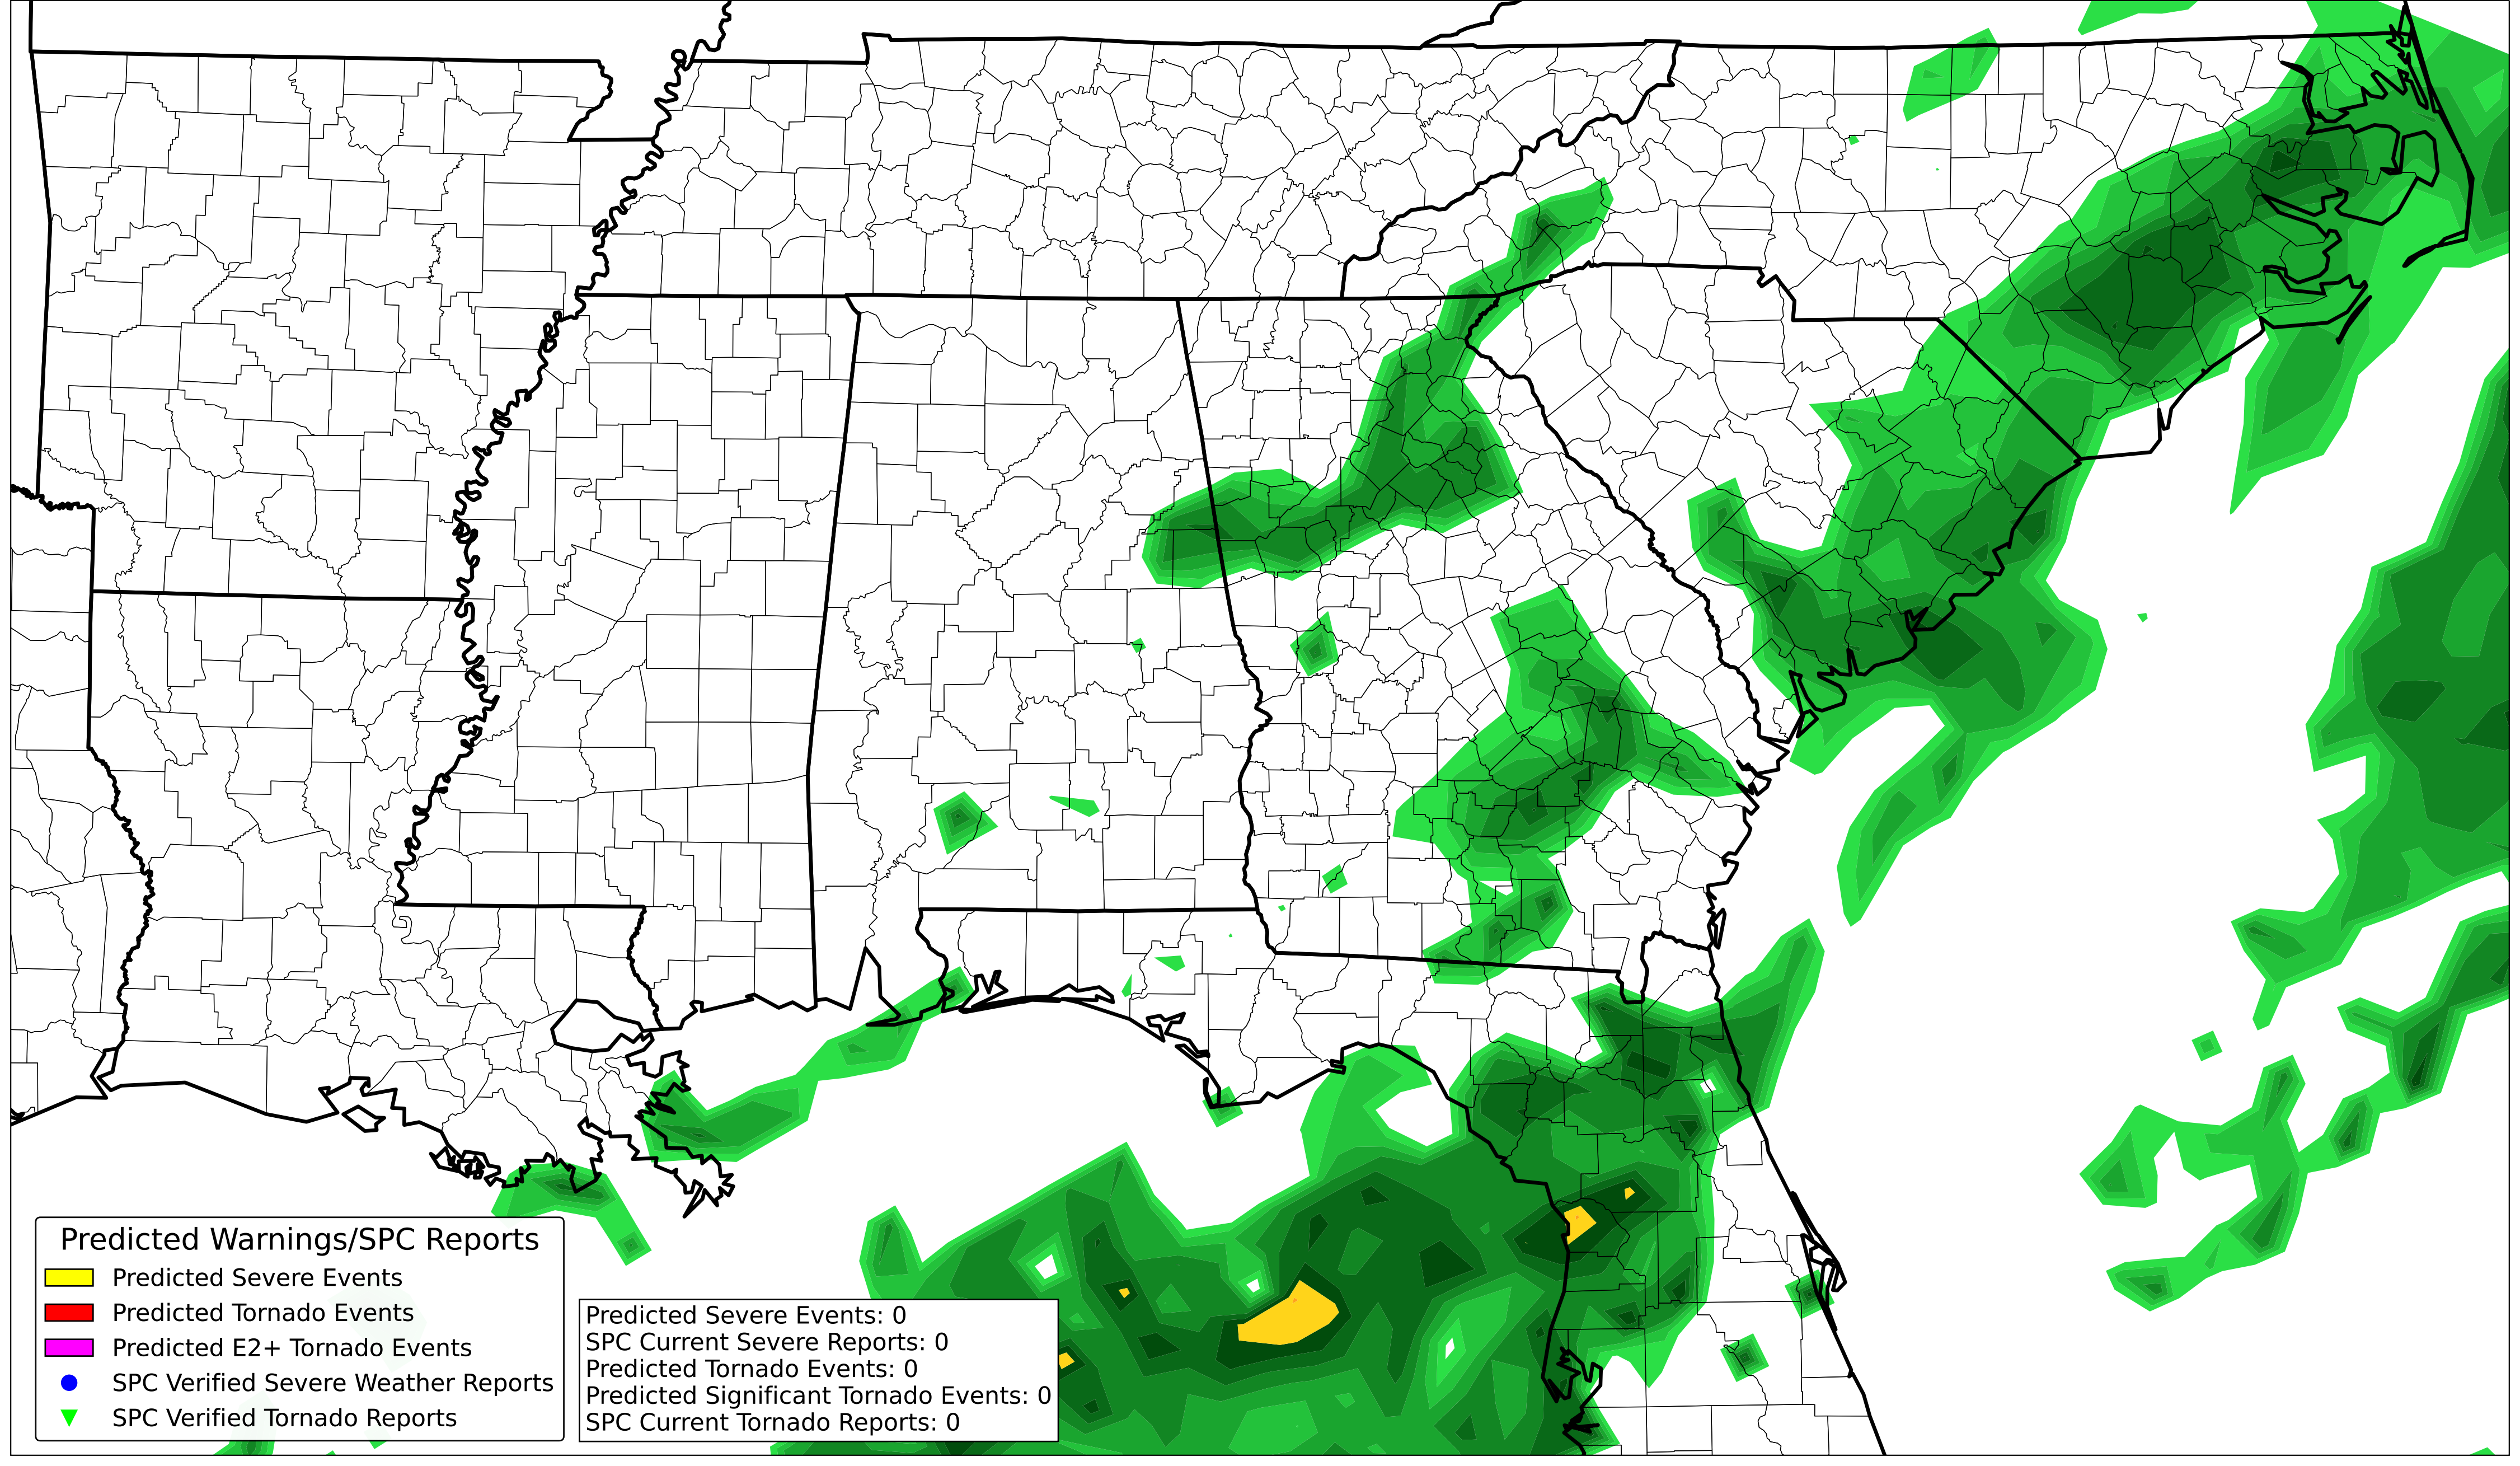 Predicted Warnings/SPC Reports
Predicted Severe Events
Predicted Tornado Events
Predicted E2+ Tornado Events
SPC Verified Severe Weather Reports
SPC Verified Tornado Reports
Predicted Severe Events: 0
SPC Current Severe Reports: 0
Predicted Tornado Events: 0
Predicted Significant Tornado Events: 0
SPC Current Tornado Reports: 0